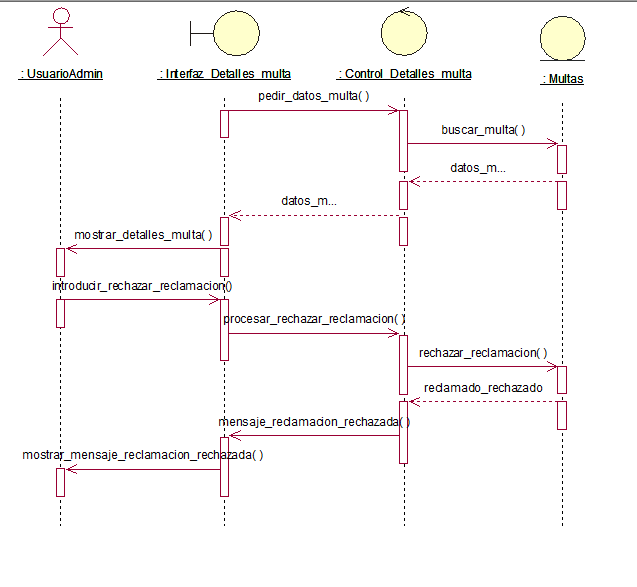 : UsuarioAdmin
: Interfaz_Detalles_multa
: Control_Detalles_multa
: Multas
pedir_datos_multa( )
buscar_multa( )
datos_m...
datos_m...
mostrar_detalles_multa( )
introducir_rechazar_reclamacion()
procesar_rechazar_reclamacion( )
rechazar_reclamacion( )
reclamado_rechazado
mensaje_reclamacion_rechazada( )
mostrar_mensaje_reclamacion_rechazada( )